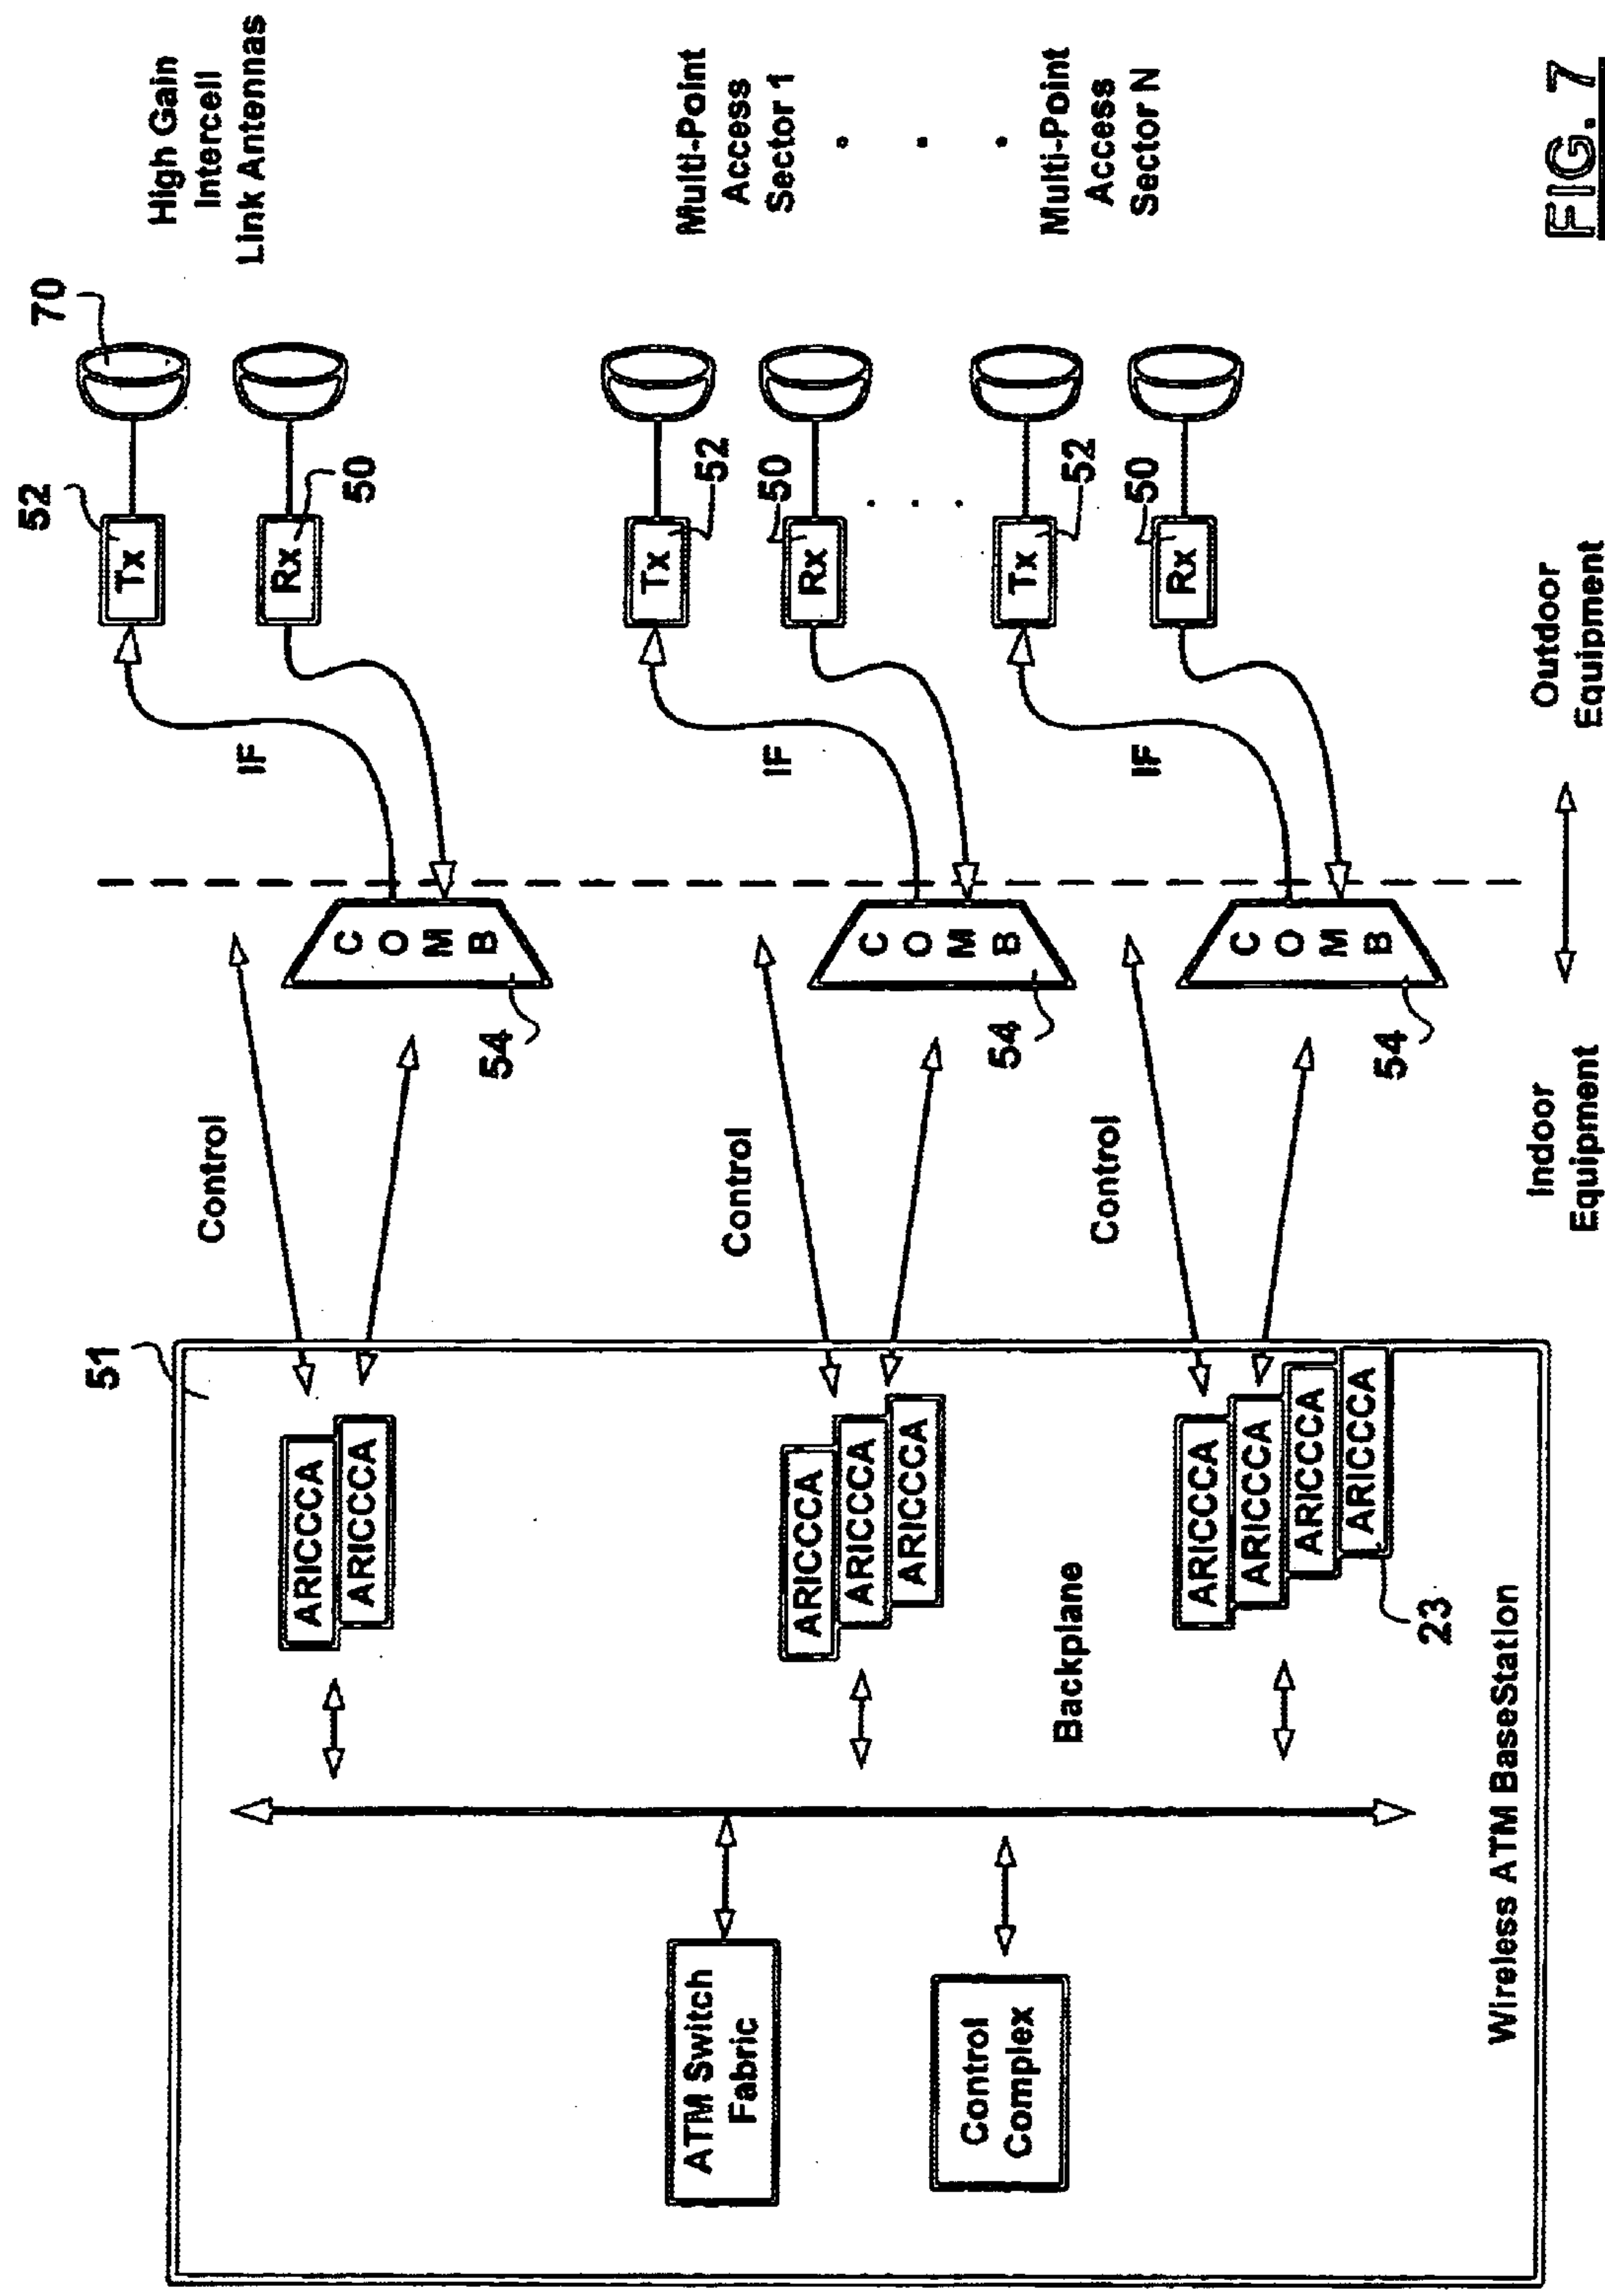 51
ATM Switch
Fabric
Control
Complex
Backplane
Wireless ATM BaseStation
ARICCCA
ARICCCA
ARICCCA
ARICCCA
ARICCCA
ARICCCA
ARICCCA
ARICCCA
ARICCCA
23
Control
Control
Control
COMB
54
COMB
54
COMB
54
IF
IF
IF
52
Tx
70
Rx
50
Tx
52
Rx
50
Tx
52
Rx
50
High Gain
Intercell
Link Antennas
Multi-Point
Access
Sector 1
Multi-Point
Access
Sector N
Indoor
Equipment
Outdoor
Equipment
FIG. 7